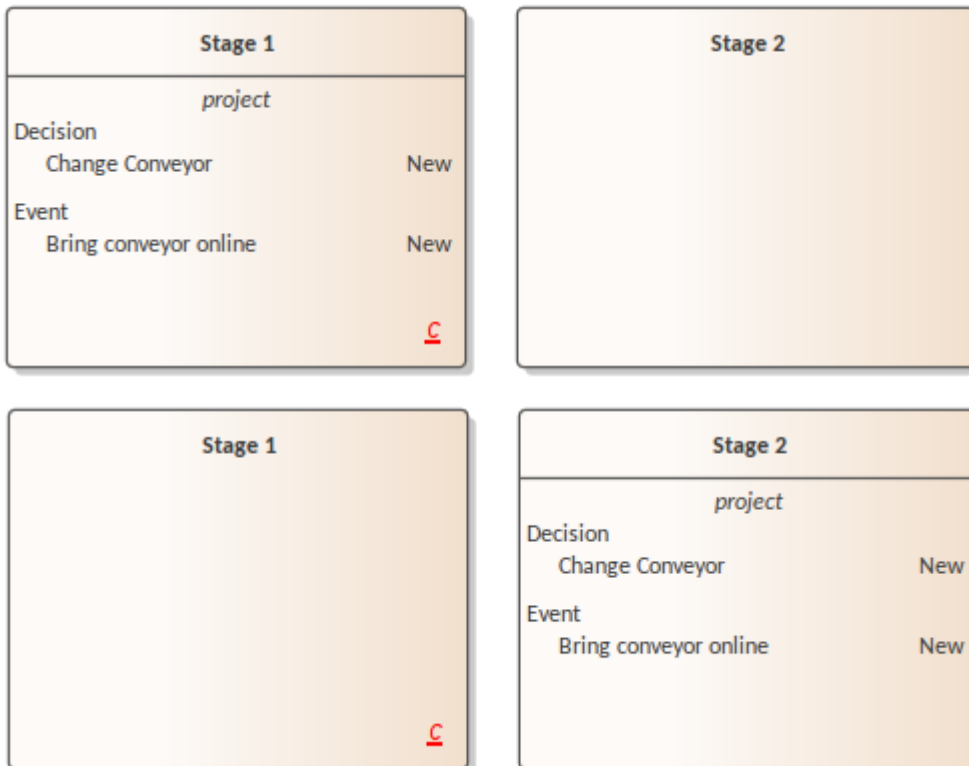 Stage 1
project
Decision
Change Conveyor New
Event
Bring conveyor online New
C
Stage 2
Stage 1
C
Stage 2
project
Decision
Change Conveyor New
Event
Bring conveyor online New